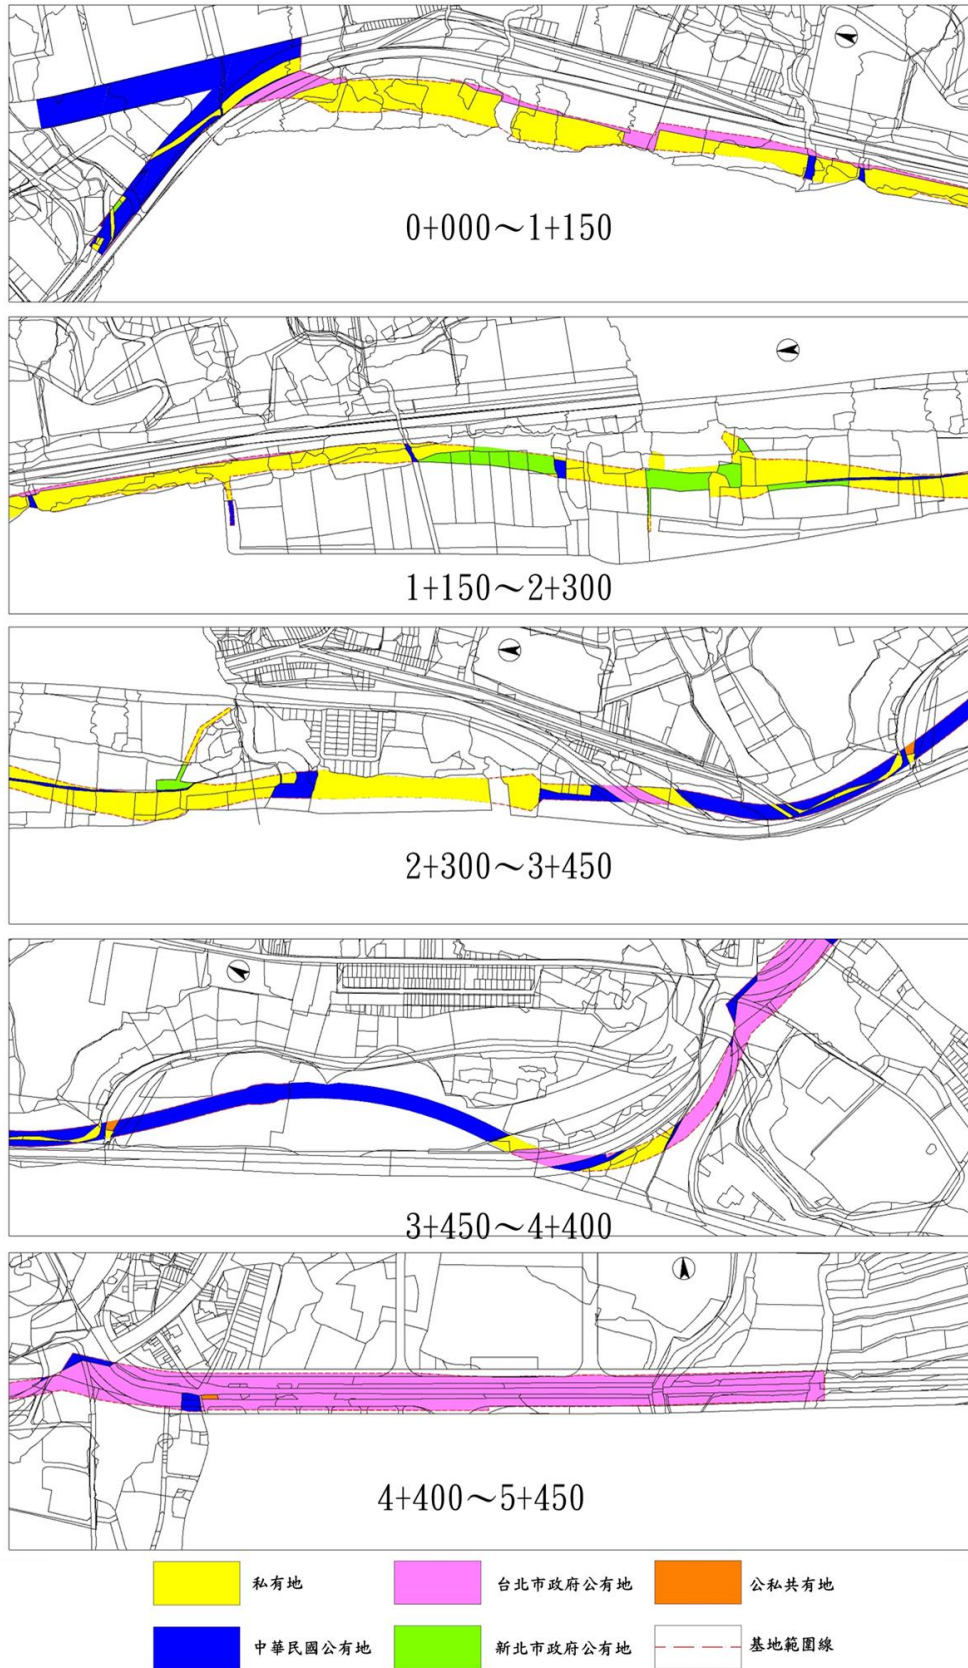 0+000～1+150
1+150～2+300
2+300～3+450
3+450～4+400
4+400～5+450
私有地
台北市政府公有地
公私共有地
中華民國公有地
新北市政府公有地
基地範圍線